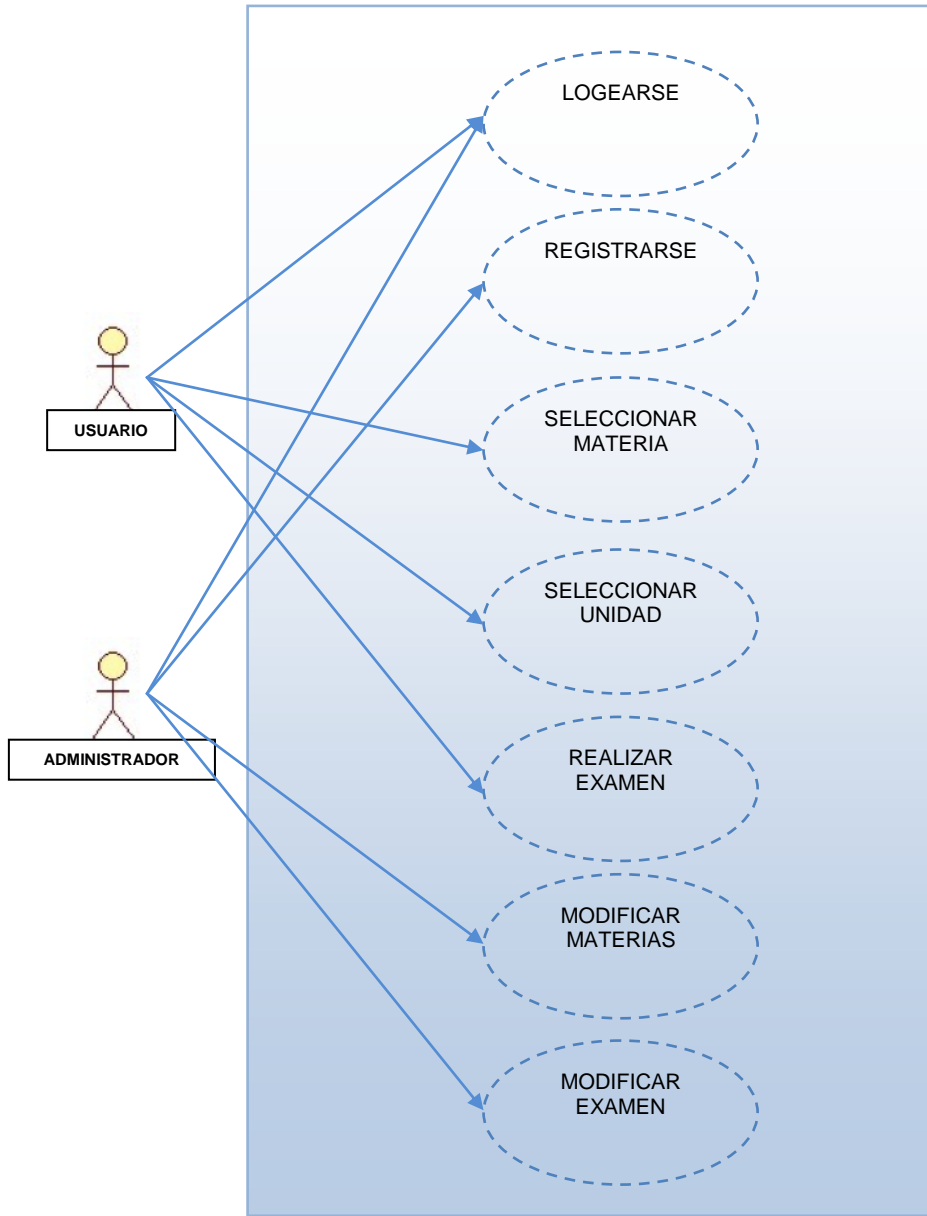 LOGEARSE
REGISTRARSE
USUARIO
SELECCIONAR
MATERIA
SELECCIONAR
UNIDAD
ADMINISTRADOR
REALIZAR
EXAMEN
MODIFICAR
MATERIAS
MODIFICAR
EXAMEN